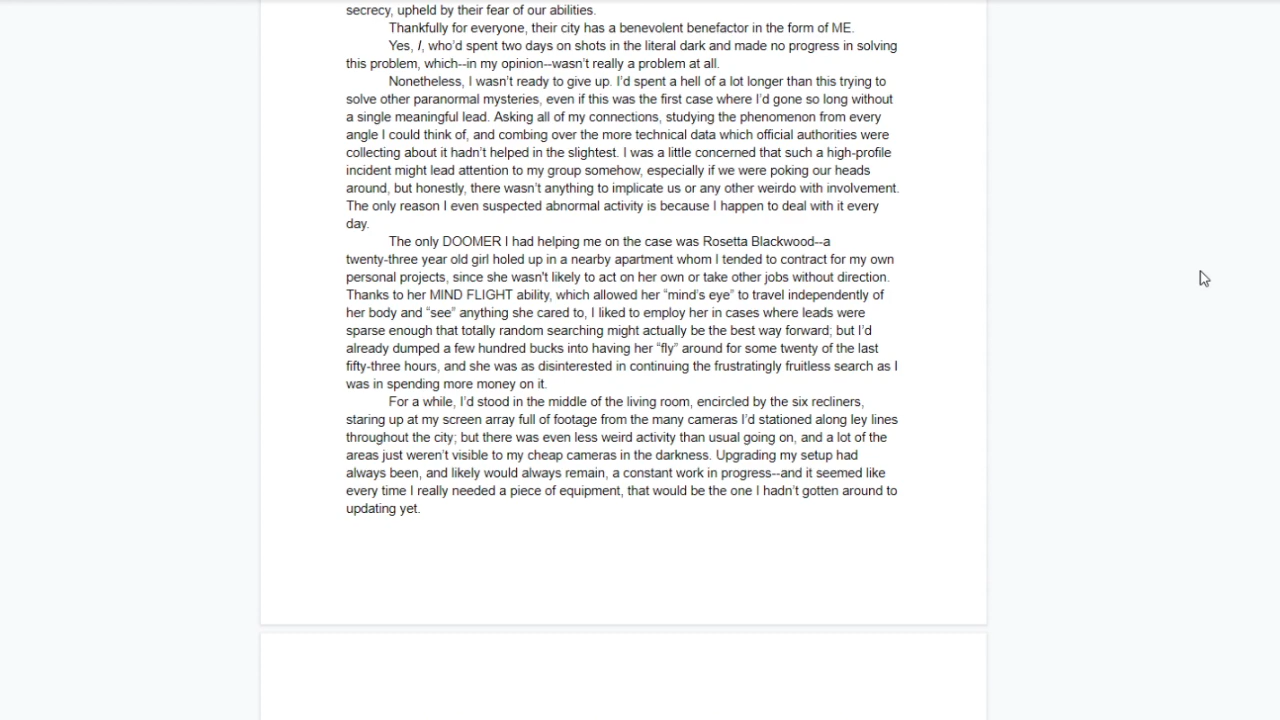 secrecy, upheld by their fear of our abilities.
Thankfully for everyone, their city has a benevolent benefactor in the form of ME.
Yes, I, who'd spent two days on shots in the literal dark and made no progress in solving
this problem, which--in my opinion--wasn't really a problem at all.
Nonetheless, I wasn't ready to give up. I'd spent a hell of a lot longer than this trying to
solve other paranormal mysteries, even if this was the first case where I'd gone so long without
a single meaningful lead. Asking all of my connections, studying the phenomenon from every
angle I could think of, and combing over the more technical data which official authorities were
collecting about it hadn't helped in the slightest. I was a little concerned that such a high-profile
incident might lead attention to my group somehow, especially if we were poking our heads
around, but honestly, there wasn't anything to implicate us or any other weirdo with involvement.
The only reason I even suspected abnormal activity is because I happen to deal with it every
day.
The only DOOMER I had helping me on the case was Rosetta Blackwood--a
twenty-three year old girl holed up in a nearby apartment whom I tended to contract for my own
personal projects, since she wasn't likely to act on her own or take other jobs without direction.
Thanks to her MIND FLIGHT ability, which allowed her “mind's eye” to travel independently of
her body and “see” anything she cared to, I liked to employ her in cases where leads were
sparse enough that totally random searching might actually be the best way forward; but I'd
already dumped a few hundred bucks into having her “fly” around for some twenty of the last
fifty-three hours, and she was as disinterested in continuing the frustratingly fruitless search as I
was in spending more money on it.
For a while, I'd stood in the middle of the living room, encircled by the six recliners,
staring up at my screen array full of footage from the many cameras I'd stationed along ley lines
throughout the city; but there was even less weird activity than usual going on, and a lot of the
areas just weren't visible to my cheap cameras in the darkness. Upgrading my setup had
always been, and likely would always remain, a constant work in progress--and it seemed like
every time I really needed a piece of equipment, that would be the one I hadn't gotten around to
updating yet.